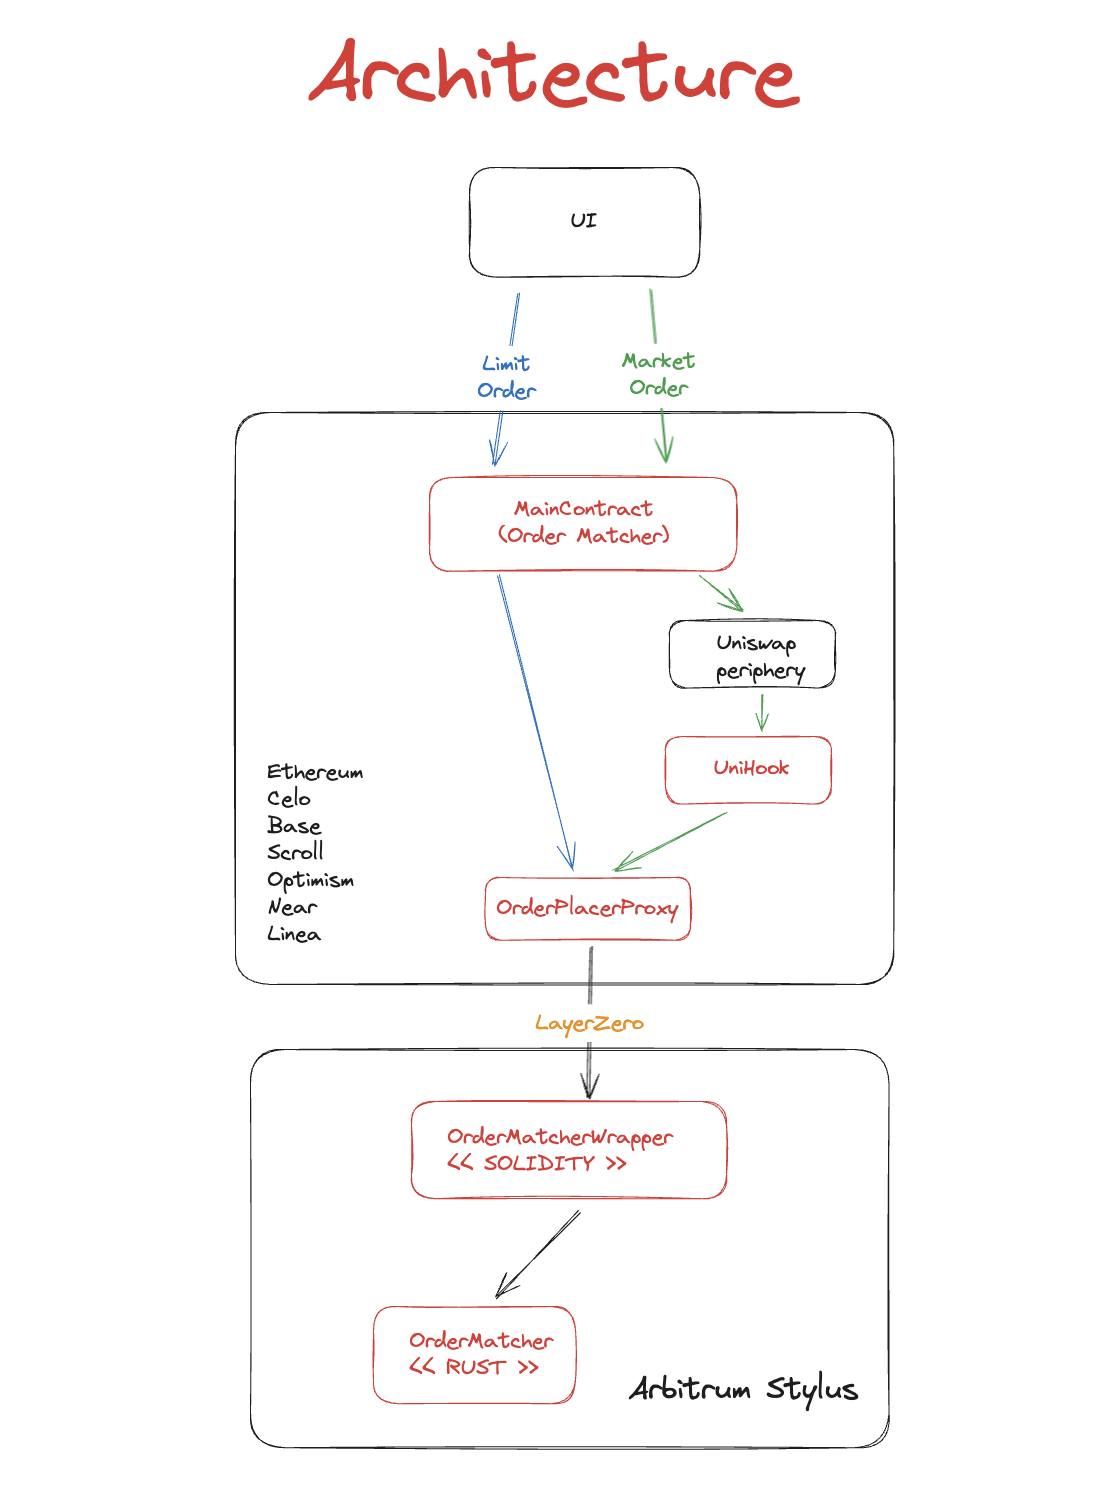 Architecture
UI
Limit
Order
Market
Order
MainContract
(Order Matcher)
Uniswap
periphery
UniHook
Ethereum
Celo
Base
Scroll
Optimism
Near
Linea
OrderPlacerProxy
LayerZero
OrderMatcherWrapper
<< SOLIDITY >>
OrderMatcher
<< RUST >>
Arbitrum Stylus